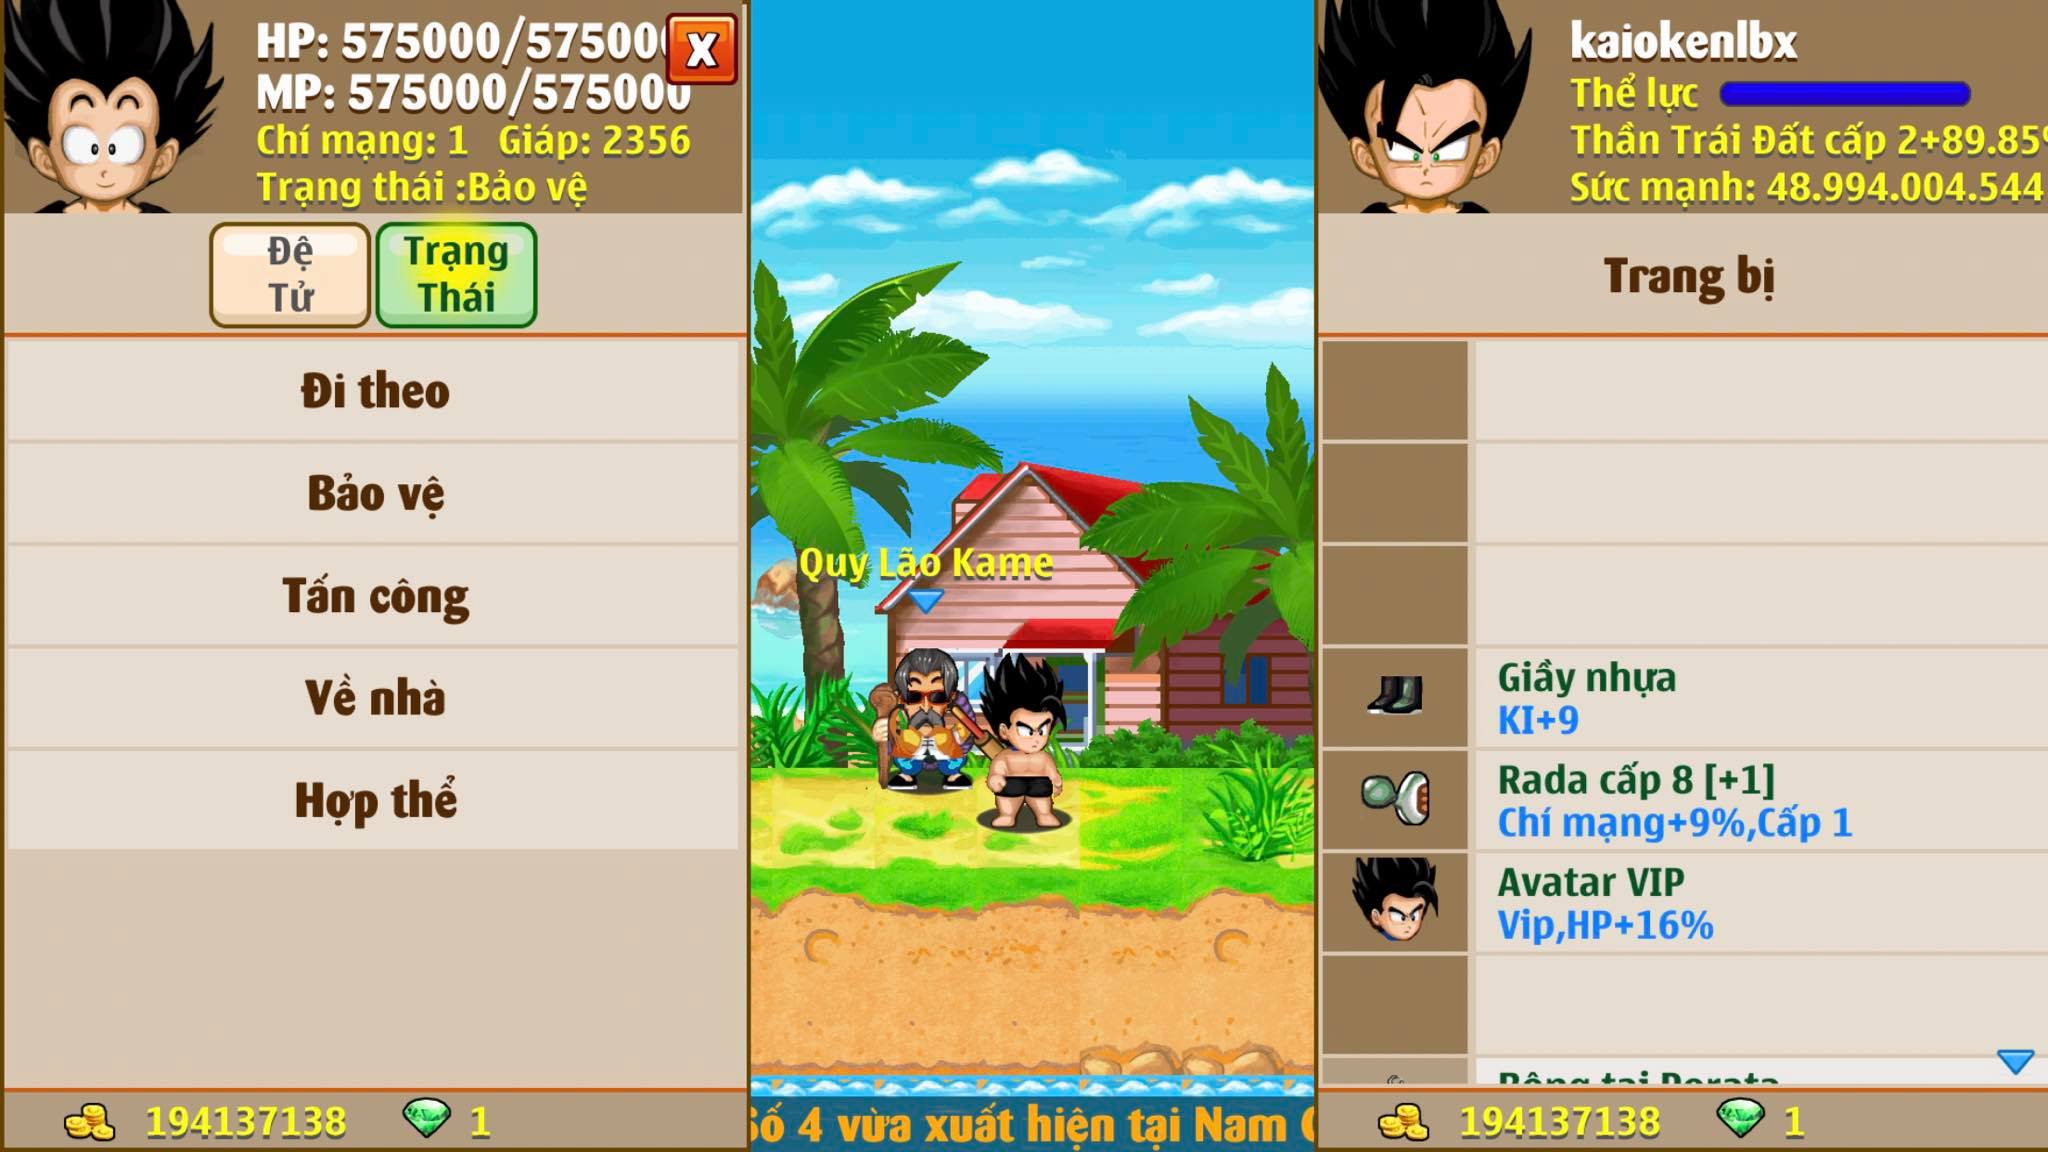 HP: 575000/57500
MP: 575000/575000
Chí mạng: 1 Giáp: 2356
Trạng thái :Bảo vệ
X
Đệ
Tử
Trạng
Thái
Đi theo
Bảo vệ
Tấn công
Về nhà
Hợp thể
194137138 1
Quy Lão Kame
Số 4 vừa xuất hiện tại Nam
kaiokenlbx
Thể lực
Thần Trái Đất cấp 2+89.85%
Sức mạnh: 48.994.004.544
Trang bị
Giầy nhựa
KI+9
Rada cấp 8 [+1]
Chí mạng+9%,Cấp 1
Avatar VIP
Vip,HP+16%
Bông tai Porata
194137138 1